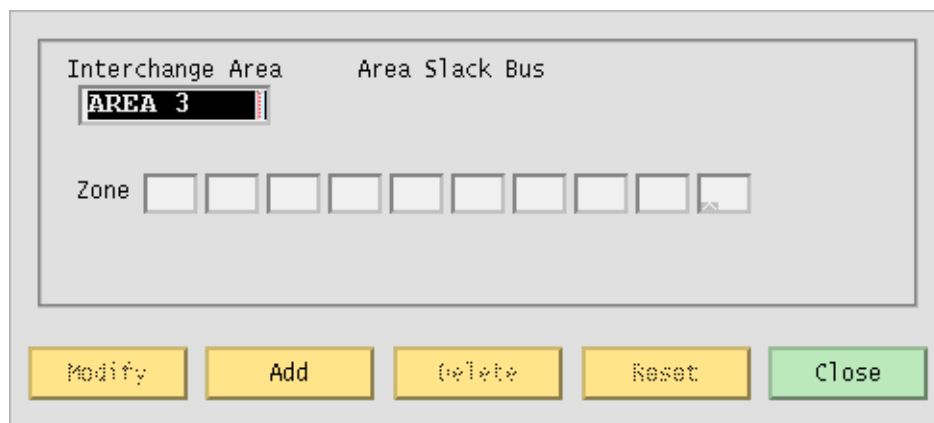 Interchange Area Area Slack Bus
AREA 3
Zone
Modify Add Delete Reset Close